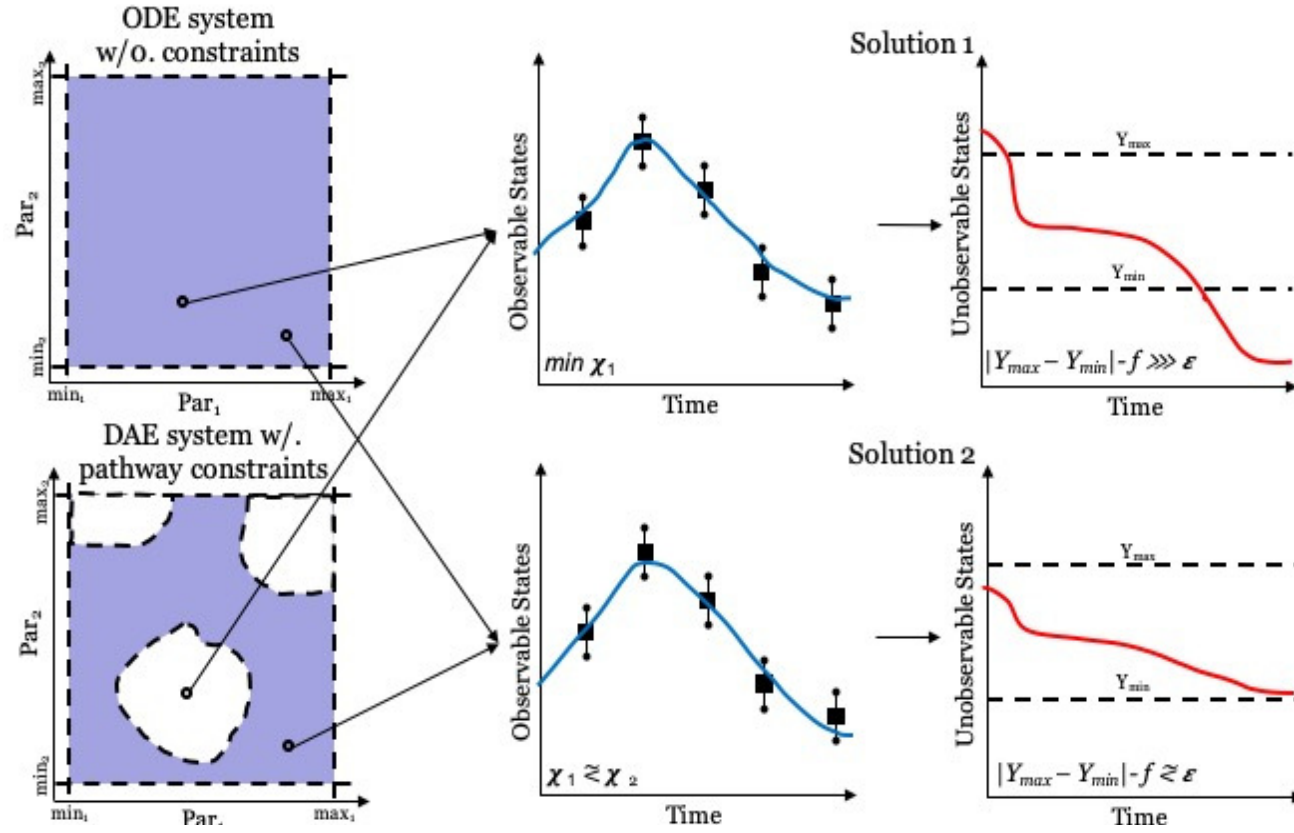 ODE system
w/o. constraints
max₂
Par₂
min₂
min₁
Par₁
max₁
Observable States
min χ₁
Time
Solution 1
Unobservable States
Yₘₐₓ
Yₘᵢₙ
|Yₘₐₓ − Yₘᵢₙ|-f ⋙ ε
Time
DAE system w/.
pathway constraints
max₂
Par₂
min₂
min₁
Par₁
max₁
Observable States
χ₁ ≷ χ₂
Time
Solution 2
Unobservable States
Yₘₐₓ
Yₘᵢₙ
|Yₘₐₓ − Yₘᵢₙ|-f ≷ ε
Time